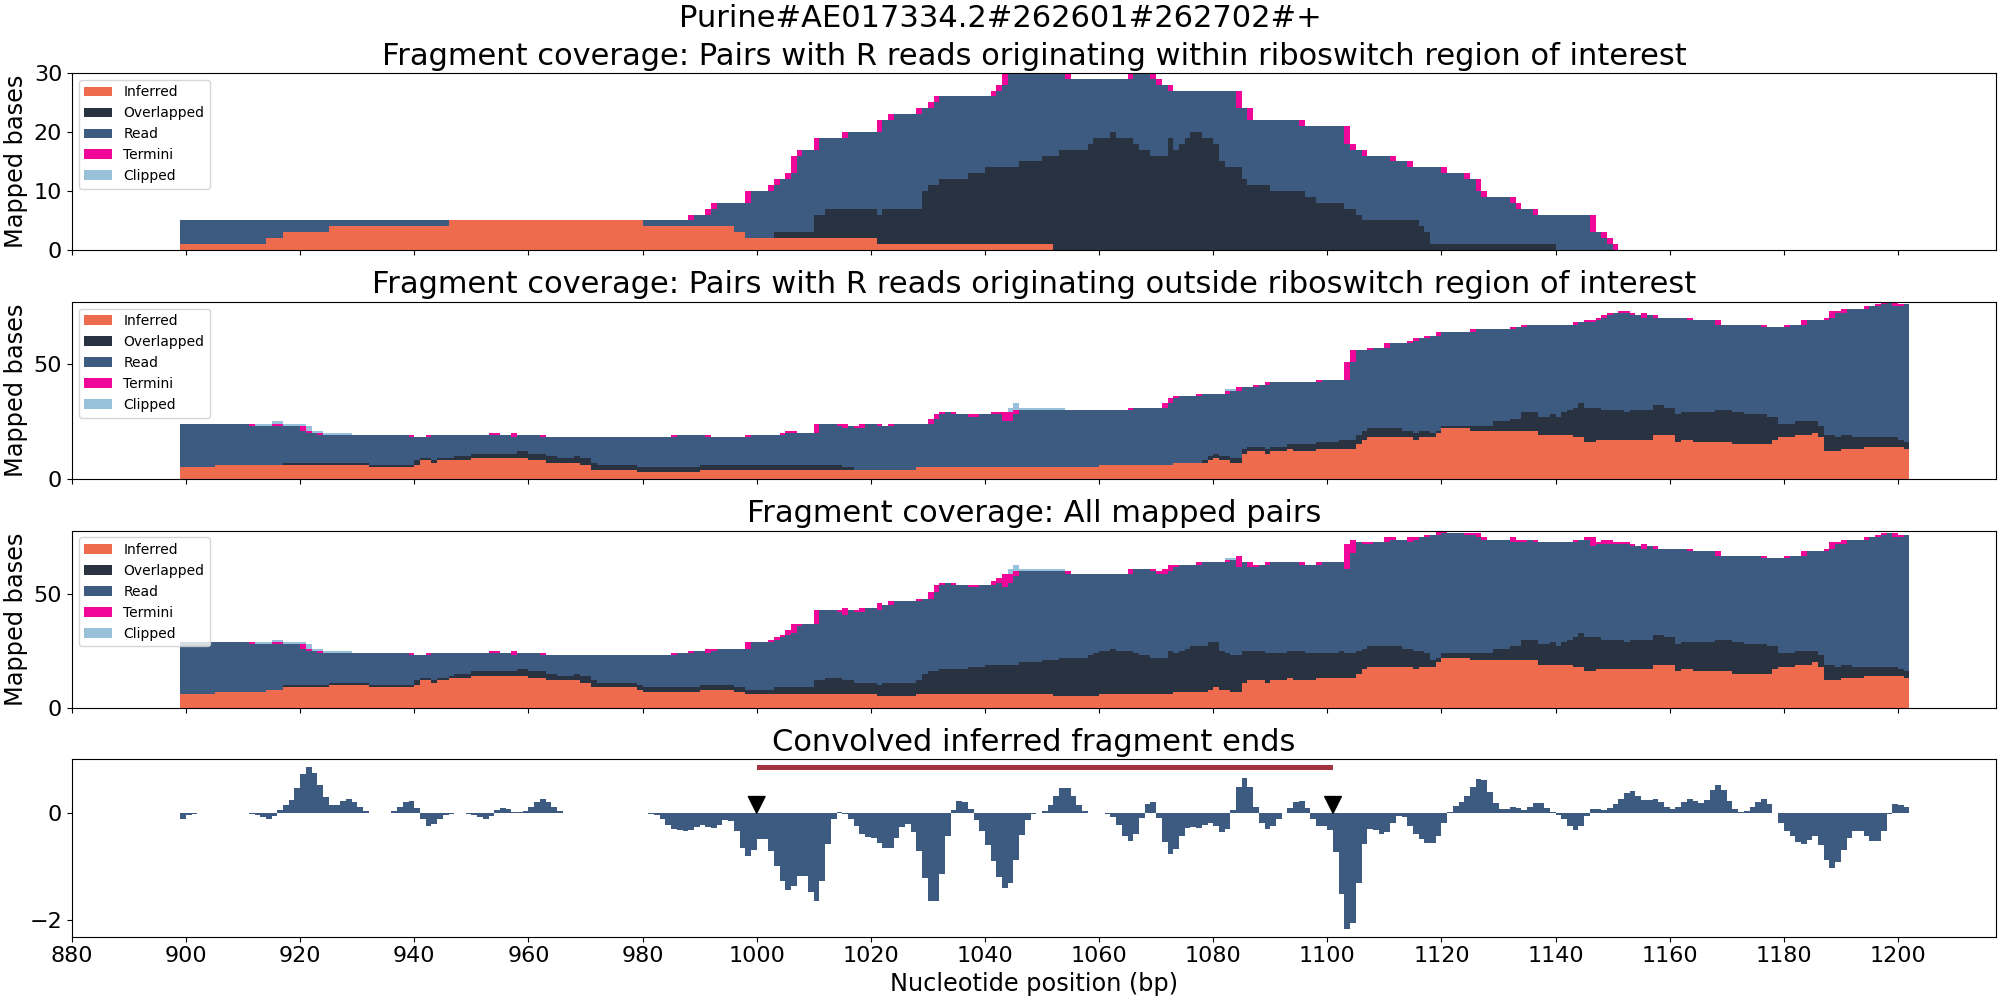 Purine#AE017334.2#262601#262702#+
Fragment coverage: Pairs with R reads originating within riboswitch region of interest
Mapped bases
30
20
10
0
Inferred
Overlapped
Read
Termini
Clipped
Fragment coverage: Pairs with R reads originating outside riboswitch region of interest
Mapped bases
50
0
Inferred
Overlapped
Read
Termini
Clipped
Fragment coverage: All mapped pairs
Mapped bases
50
0
Inferred
Overlapped
Read
Termini
Clipped
Convolved inferred fragment ends
0
−2
880 900 920 940 960 980 1000 1020 1040 1060 1080 1100 1120 1140 1160 1180 1200
Nucleotide position (bp)